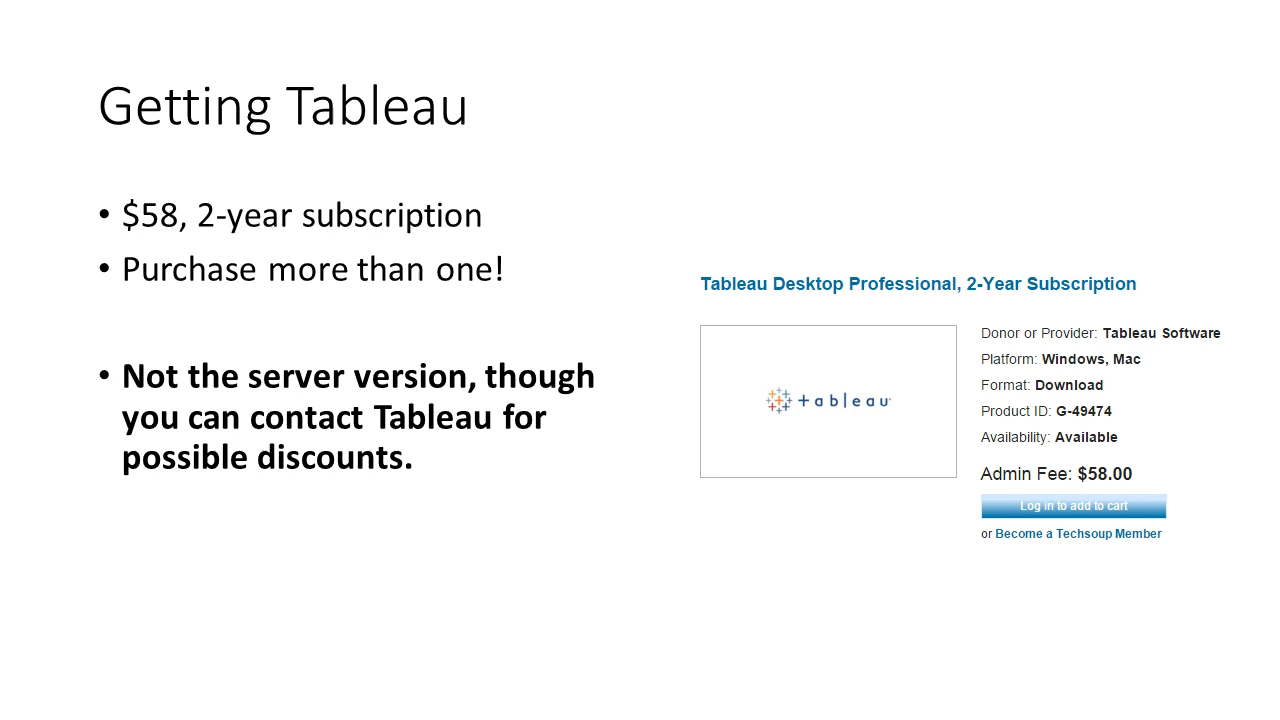 Getting Tableau
• $58, 2-year subscription
• Purchase more than one!
• Not the server version, though
you can contact Tableau for
possible discounts.
Tableau Desktop Professional, 2-Year Subscription
+ableau
Donor or Provider: Tableau Software
Platform: Windows, Mac
Format: Download
Product ID: G-49474
Availability: Available
Admin Fee: $58.00
Log in to add to cart
or Become a Techsoup Member